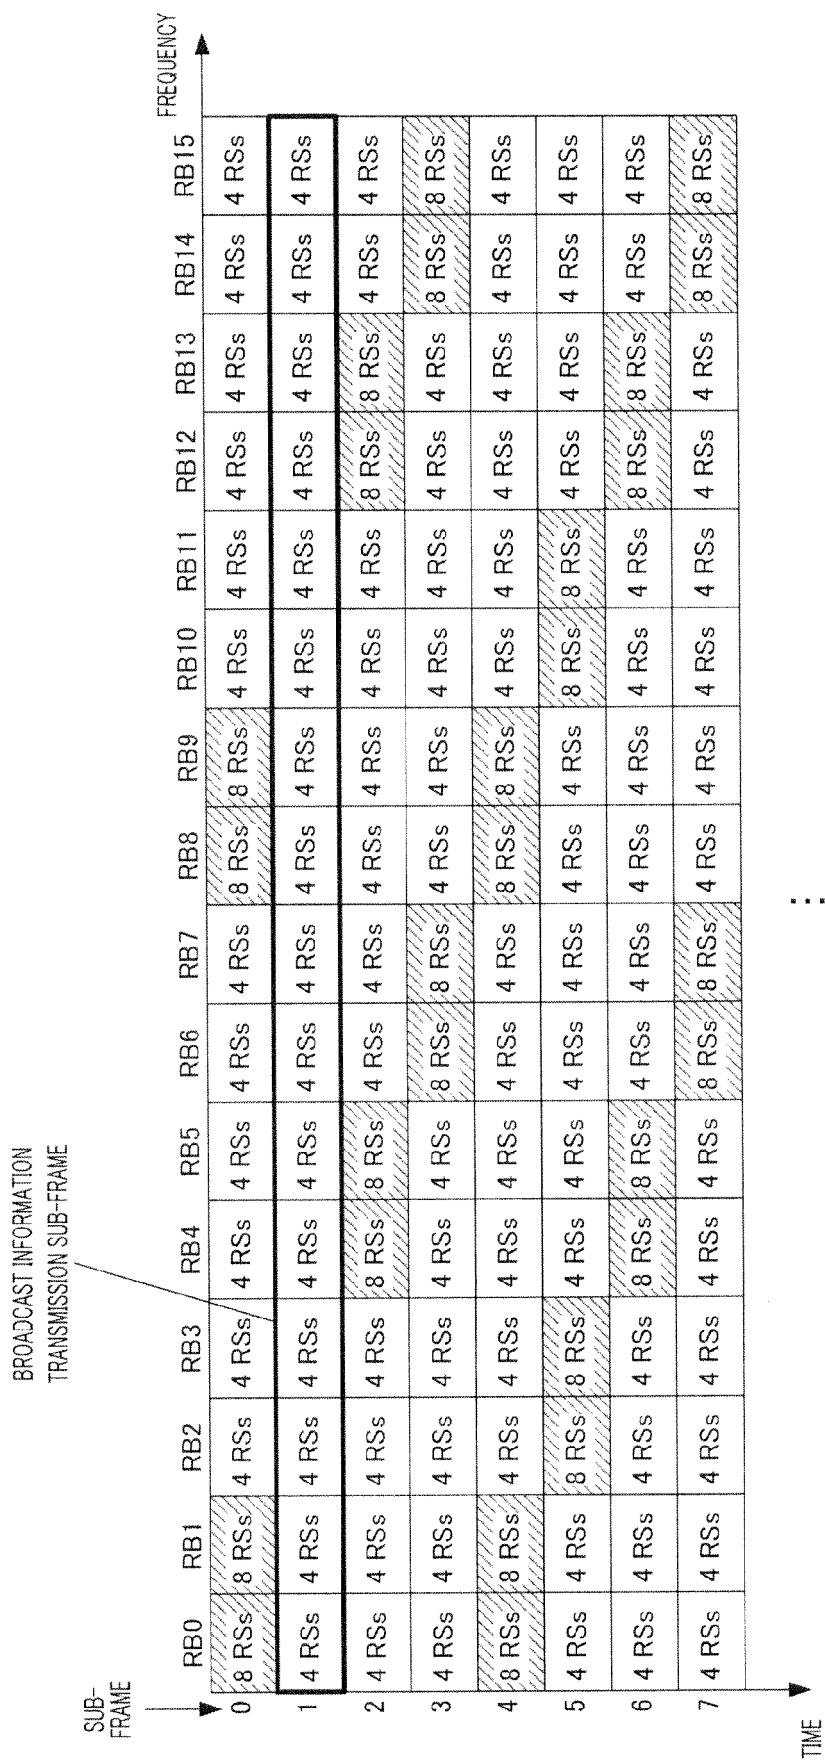 BROADCAST INFORMATION
TRANSMISSION SUB-FRAME
SUB-
FRAME
RB0 RB1 RB2 RB3 RB4 RB5 RB6 RB7 RB8 RB9 RB10 RB11 RB12 RB13 RB14 RB15
FREQUENCY
0 8 RSs 8 RSs 4 RSs 4 RSs 4 RSs 4 RSs 4 RSs 4 RSs 8 RSs 8 RSs 4 RSs 4 RSs 4 RSs 4 RSs 4 RSs 4 RSs
1 4 RSs 4 RSs 4 RSs 4 RSs 4 RSs 4 RSs 4 RSs 4 RSs 4 RSs 4 RSs 4 RSs 4 RSs 4 RSs 4 RSs 4 RSs 4 RSs
2 4 RSs 4 RSs 4 RSs 4 RSs 8 RSs 8 RSs 4 RSs 4 RSs 4 RSs 4 RSs 4 RSs 4 RSs 8 RSs 8 RSs 4 RSs 4 RSs
3 4 RSs 4 RSs 4 RSs 4 RSs 4 RSs 4 RSs 8 RSs 8 RSs 4 RSs 4 RSs 4 RSs 4 RSs 4 RSs 4 RSs 8 RSs 8 RSs
4 8 RSs 8 RSs 4 RSs 4 RSs 4 RSs 4 RSs 4 RSs 4 RSs 8 RSs 8 RSs 4 RSs 4 RSs 4 RSs 4 RSs 4 RSs 4 RSs
5 4 RSs 4 RSs 8 RSs 8 RSs 4 RSs 4 RSs 4 RSs 4 RSs 4 RSs 4 RSs 8 RSs 8 RSs 4 RSs 4 RSs 4 RSs 4 RSs
6 4 RSs 4 RSs 4 RSs 4 RSs 8 RSs 8 RSs 4 RSs 4 RSs 4 RSs 4 RSs 4 RSs 4 RSs 8 RSs 8 RSs 4 RSs 4 RSs
7 4 RSs 4 RSs 4 RSs 4 RSs 4 RSs 4 RSs 8 RSs 8 RSs 4 RSs 4 RSs 4 RSs 4 RSs 4 RSs 4 RSs 8 RSs 8 RSs
TIME